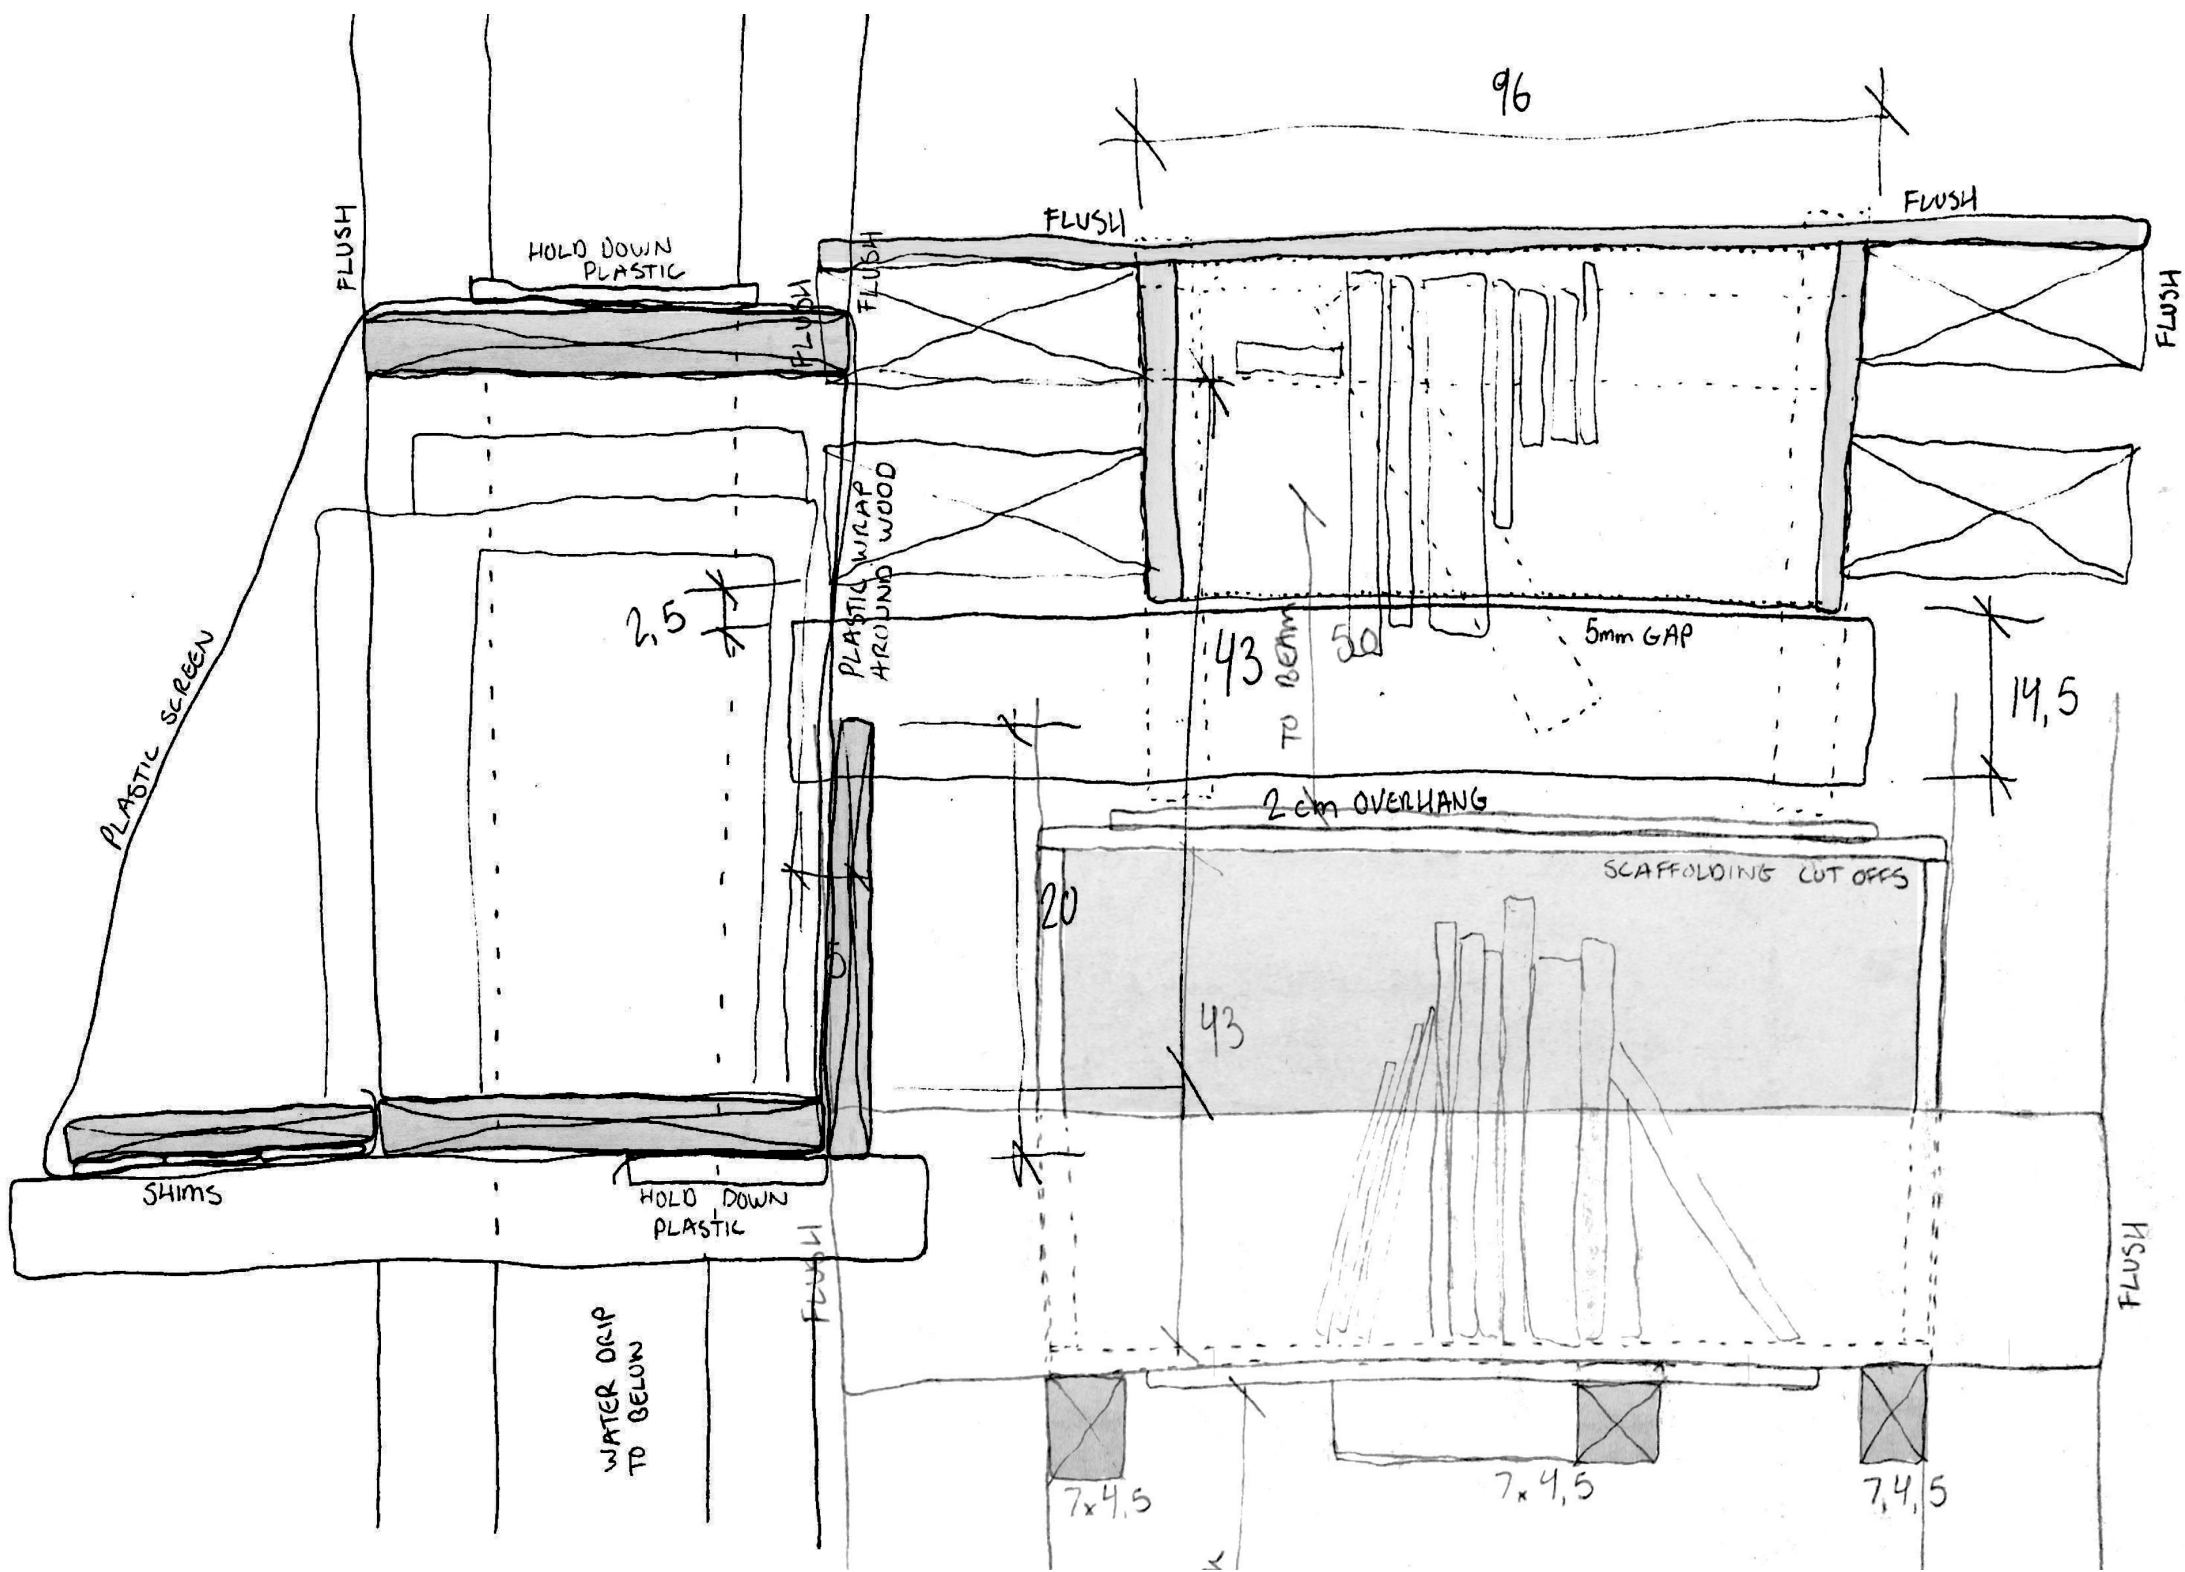 96
FLUSH
FLUSH
FLUSH
FLUSH
FLUSH
FLUSH
HOLD DOWN
PLASTIC
PLASTIC WRAP
AROUND WOOD
2,5
PLASTIC SCREEN
43
TO BEAM
50
5mm GAP
14,5
2 cm OVERHANG
SCAFFOLDING CUT OFFS
20
5
43
SHIMS
HOLD DOWN
PLASTIC
FLUSH
FLUSH
WATER DRIP
TO BELOW
7x4,5
7x4,5
7,4,5